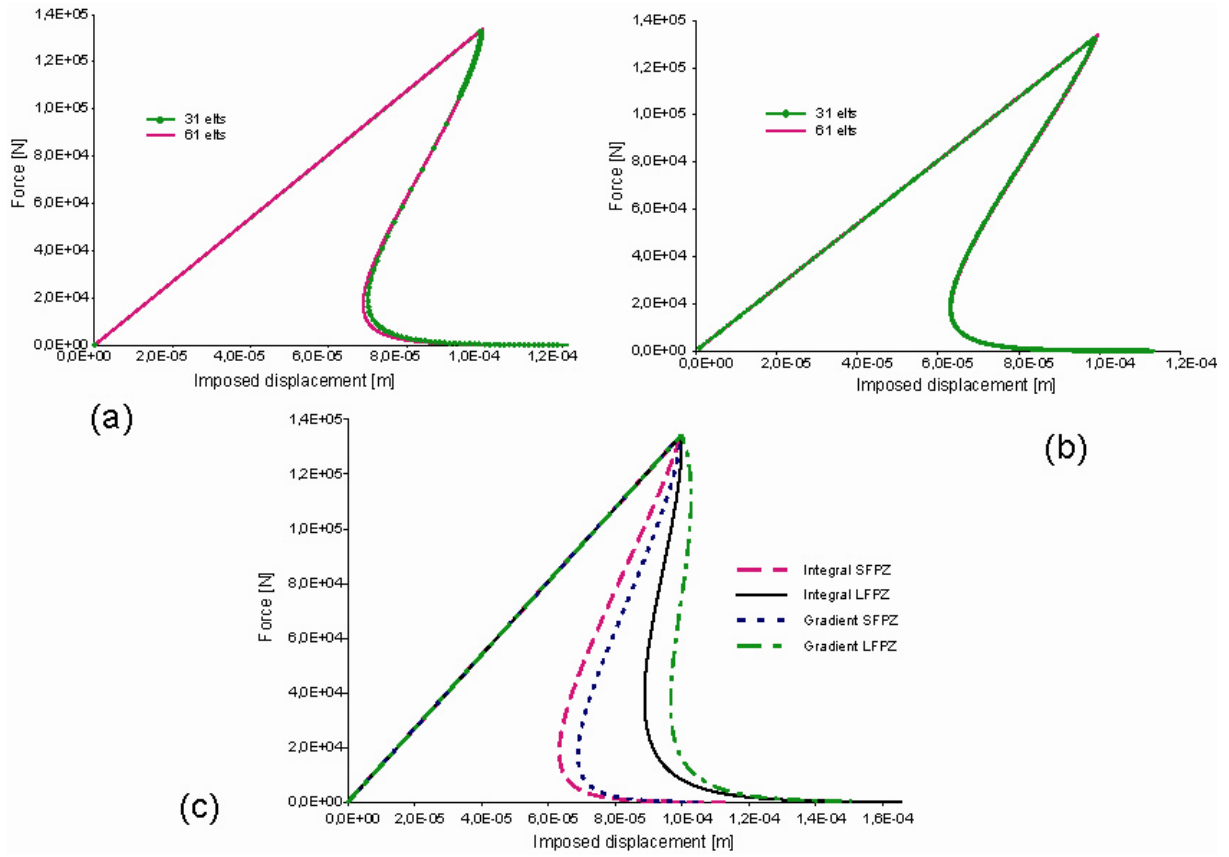 1,4E+05
1,2E+05
1,0E+05
8,0E+04
6,0E+04
4,0E+04
2,0E+04
0,0E+00
Force [N]
31 elts
61 elts
0,0E+00 2,0E-05 4,0E-05 6,0E-05 8,0E-05 1,0E-04 1,2E-04
Imposed displacement [m]
(a)
1,4E+05
1,2E+05
1,0E+05
8,0E+04
6,0E+04
4,0E+04
2,0E+04
0,0E+00
Force [N]
31 elts
61 elts
0,0E+00 2,0E-05 4,0E-05 6,0E-05 8,0E-05 1,0E-04 1,2E-04
Imposed displacement [m]
(b)
1,4E+05
1,2E+05
1,0E+05
8,0E+04
6,0E+04
4,0E+04
2,0E+04
0,0E+00
Force [N]
Integral SFPZ
Integral LFPZ
Gradient SFPZ
Gradient LFPZ
0,0E+00 2,0E-05 4,0E-05 6,0E-05 8,0E-05 1,0E-04 1,2E-04 1,4E-04 1,6E-04
Imposed displacement [m]
(c)